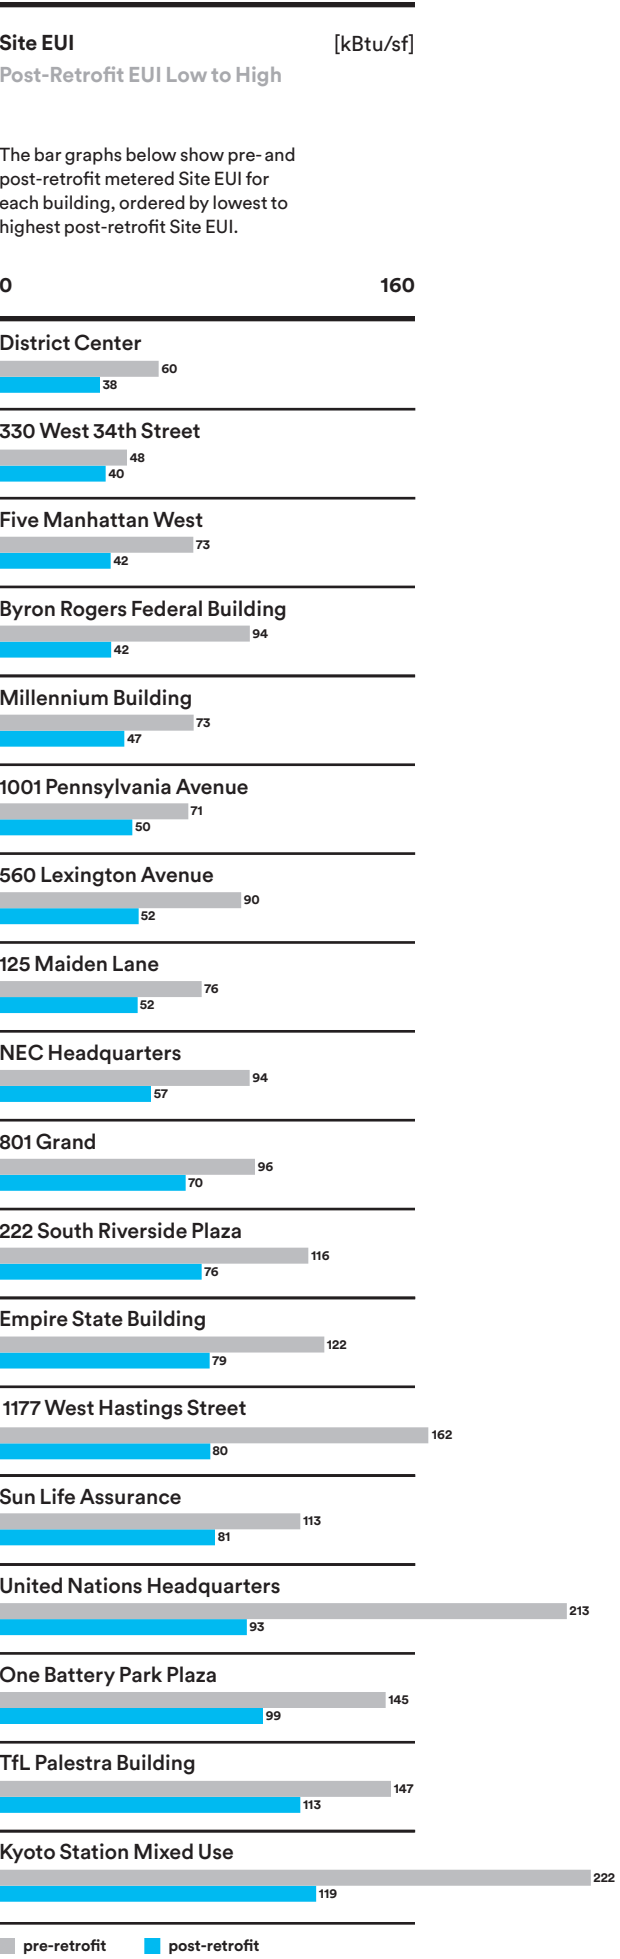 Site EUI [kBtu/sf]
Post-Retrofit EUI Low to High
The bar graphs below show pre- and
post-retrofit metered Site EUI for
each building, ordered by lowest to
highest post-retrofit Site EUI.
0 160
District Center
60
38
330 West 34th Street
48
40
Five Manhattan West
73
42
Byron Rogers Federal Building
94
42
Millennium Building
73
47
1001 Pennsylvania Avenue
71
50
560 Lexington Avenue
90
52
125 Maiden Lane
76
52
NEC Headquarters
94
57
801 Grand
96
70
222 South Riverside Plaza
116
76
Empire State Building
122
79
1177 West Hastings Street
162
80
Sun Life Assurance
113
81
United Nations Headquarters
213
93
One Battery Park Plaza
145
99
TfL Palestra Building
147
113
Kyoto Station Mixed Use
222
119
pre-retrofit post-retrofit